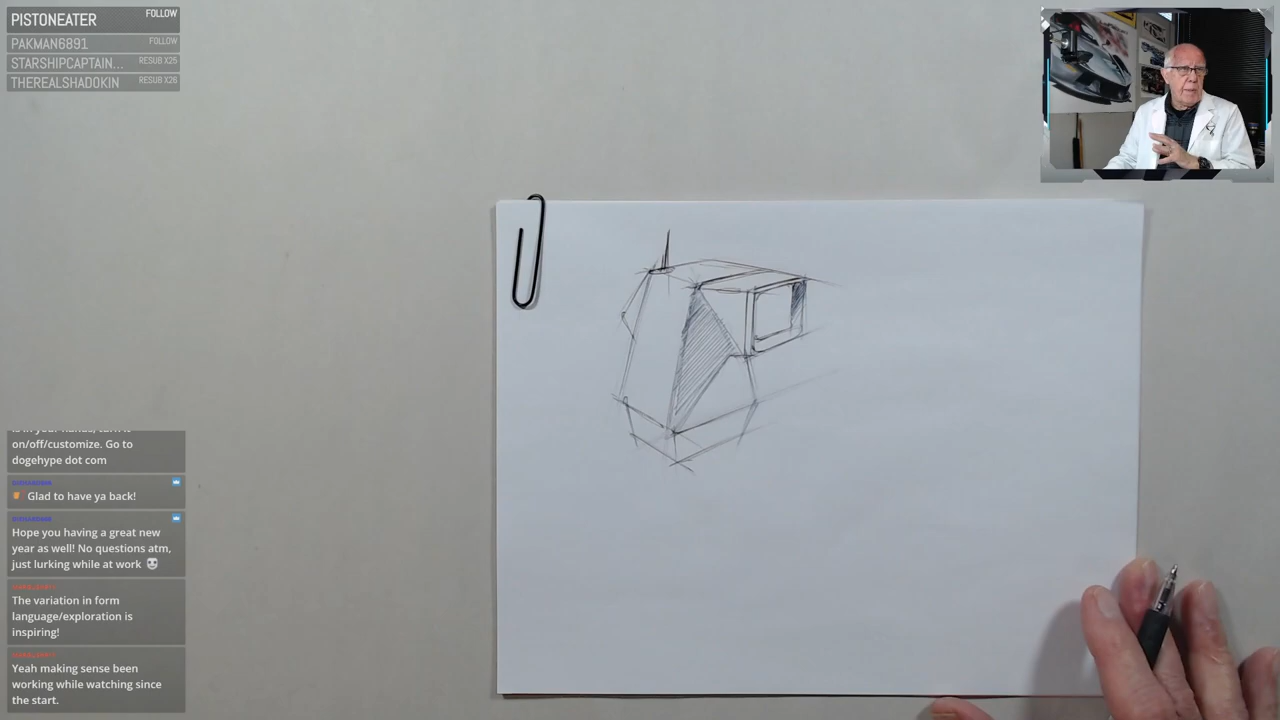 PISTONEATER FOLLOW
PAKMAN6891 FOLLOW
STARSHIPCAPTAIN... RESUB X25
THEREALSHADOKIN RESUB X26
on/off/customize. Go to
dogehype dot com
Glad to have ya back!
Hope you having a great new
year as well! No questions atm,
just lurking while at work
The variation in form
language/exploration is
inspiring!
Yeah making sense been
working while watching since
the start.